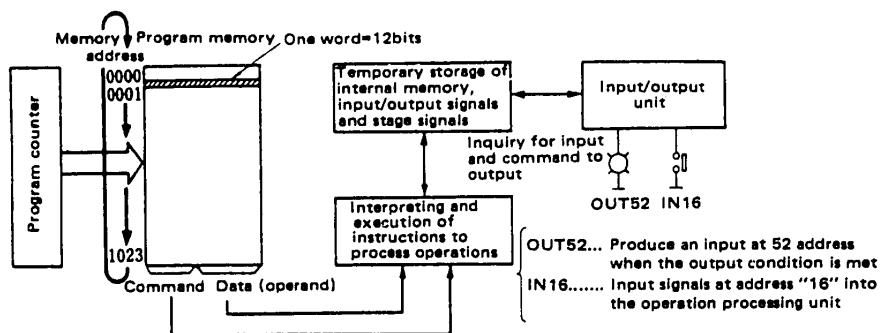 Memory address
Program memory
One word=12bits
0000
0001
1023
Program counter
Command Data (operand)
Temporary storage of
internal memory,
input/output signals
and stage signals
Input/output
unit
Inquiry for input
and command to
output
OUT52 IN16
Interpreting and
execution of
instructions to
process operations
OUT52... Produce an input at 52 address
when the output condition is met
IN16....... Input signals at address "16" into
the operation processing unit